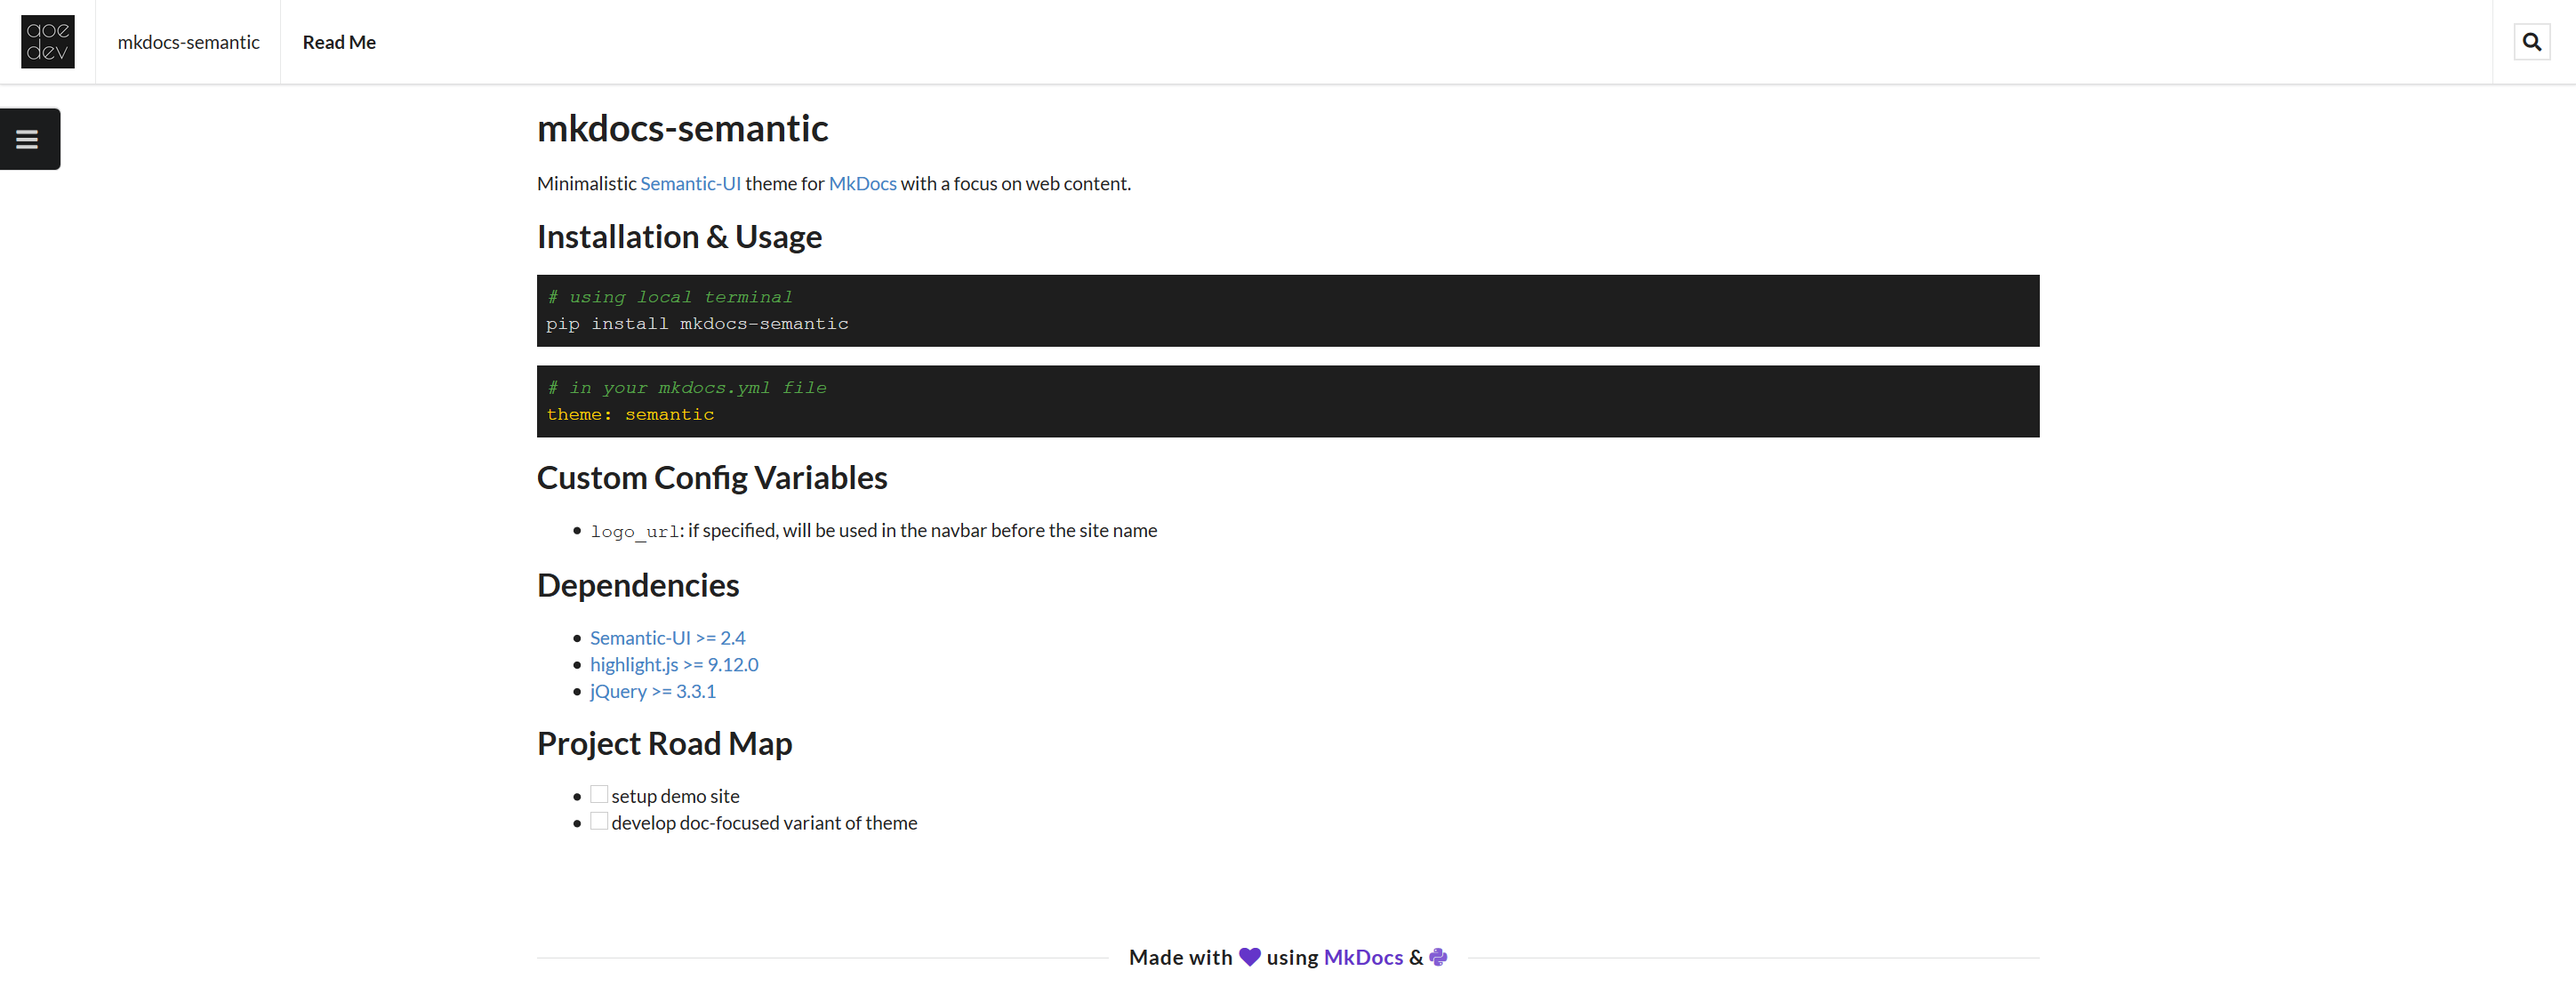 aoe
dev
mkdocs-semantic
Read Me
mkdocs-semantic
Minimalistic Semantic-UI theme for MkDocs with a focus on web content.
Installation & Usage
# using local terminal
pip install mkdocs-semantic
# in your mkdocs.yml file
theme: semantic
Custom Config Variables
• logo_url: if specified, will be used in the navbar before the site name
Dependencies
• Semantic-UI >= 2.4
• highlight.js >= 9.12.0
• jQuery >= 3.3.1
Project Road Map
• setup demo site
• develop doc-focused variant of theme
Made with using MkDocs &